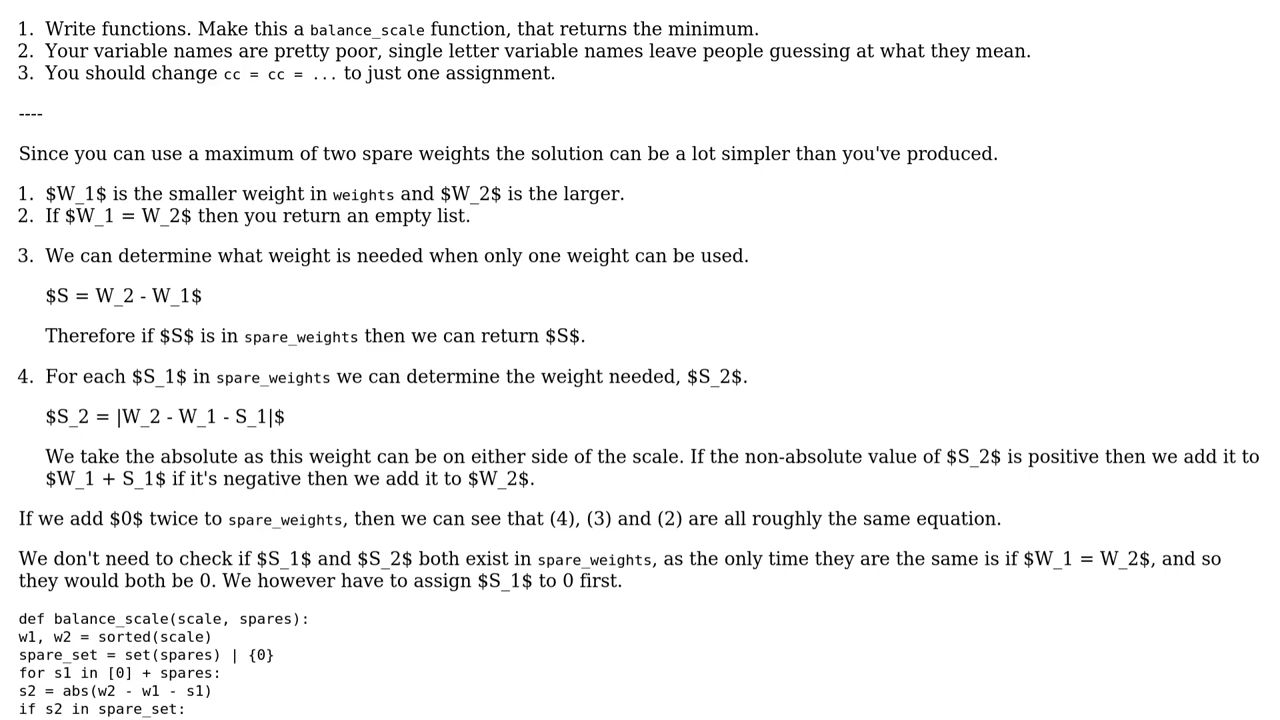 1. Write functions. Make this a balance_scale function, that returns the minimum.
2. Your variable names are pretty poor, single letter variable names leave people guessing at what they mean.
3. You should change cc = cc = ... to just one assignment.
----
Since you can use a maximum of two spare weights the solution can be a lot simpler than you've produced.
1. $W_1$ is the smaller weight in weights and $W_2$ is the larger.
2. If $W_1 = W_2$ then you return an empty list.
3. We can determine what weight is needed when only one weight can be used.
$S = W_2 - W_1$
Therefore if $S$ is in spare_weights then we can return $S$.
4. For each $S_1$ in spare_weights we can determine the weight needed, $S_2$.
$S_2 = |W_2 - W_1 - S_1|$
We take the absolute as this weight can be on either side of the scale. If the non-absolute value of $S_2$ is positive then we add it to
$W_1 + S_1$ if it's negative then we add it to $W_2$.
If we add $0$ twice to spare_weights, then we can see that (4), (3) and (2) are all roughly the same equation.
We don't need to check if $S_1$ and $S_2$ both exist in spare_weights, as the only time they are the same is if $W_1 = W_2$, and so
they would both be 0. We however have to assign $S_1$ to 0 first.
def balance_scale(scale, spares):
w1, w2 = sorted(scale)
spare_set = set(spares) | {0}
for s1 in [0] + spares:
s2 = abs(w2 - w1 - s1)
if s2 in spare_set: